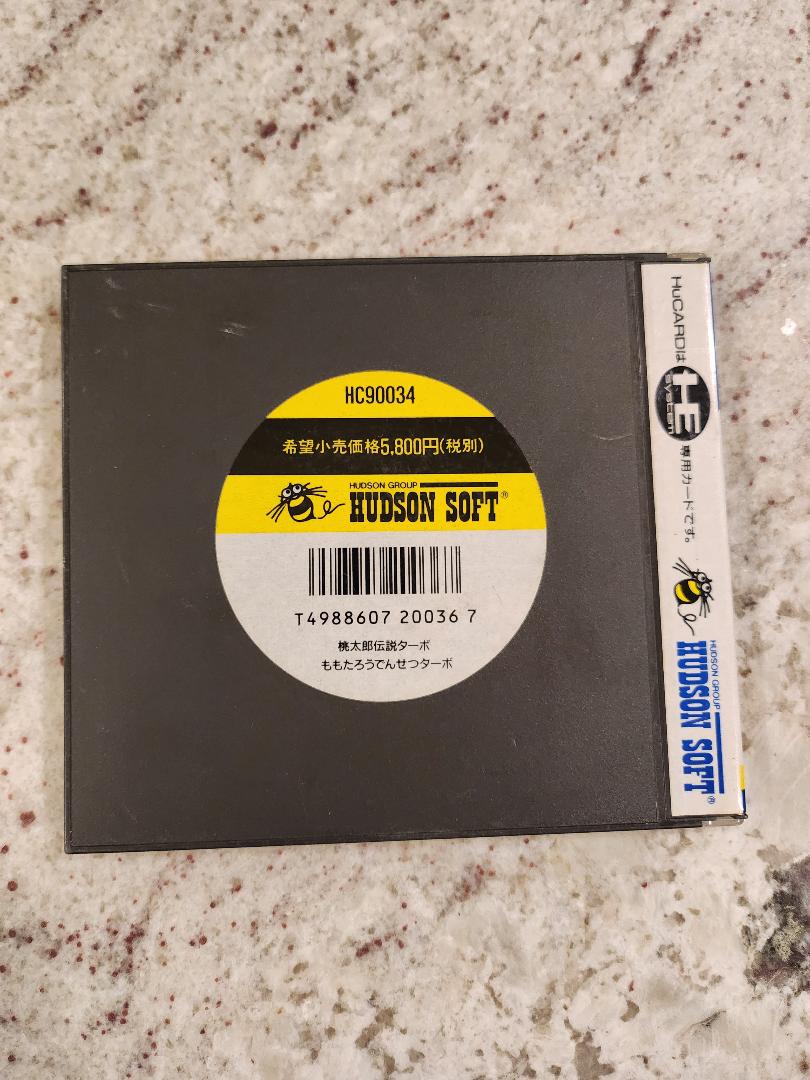 HC90034
希望小売価格5,800円(税別)
HUDSON GROUP
HUDSON SOFT®
T4988607 20036 7
桃太郎伝説ターボ
ももたろうでんせつターボ
HuCARDは
HE
SYSTEM
専用カードです。
HUDSON GROUP
HUDSON SOFT®